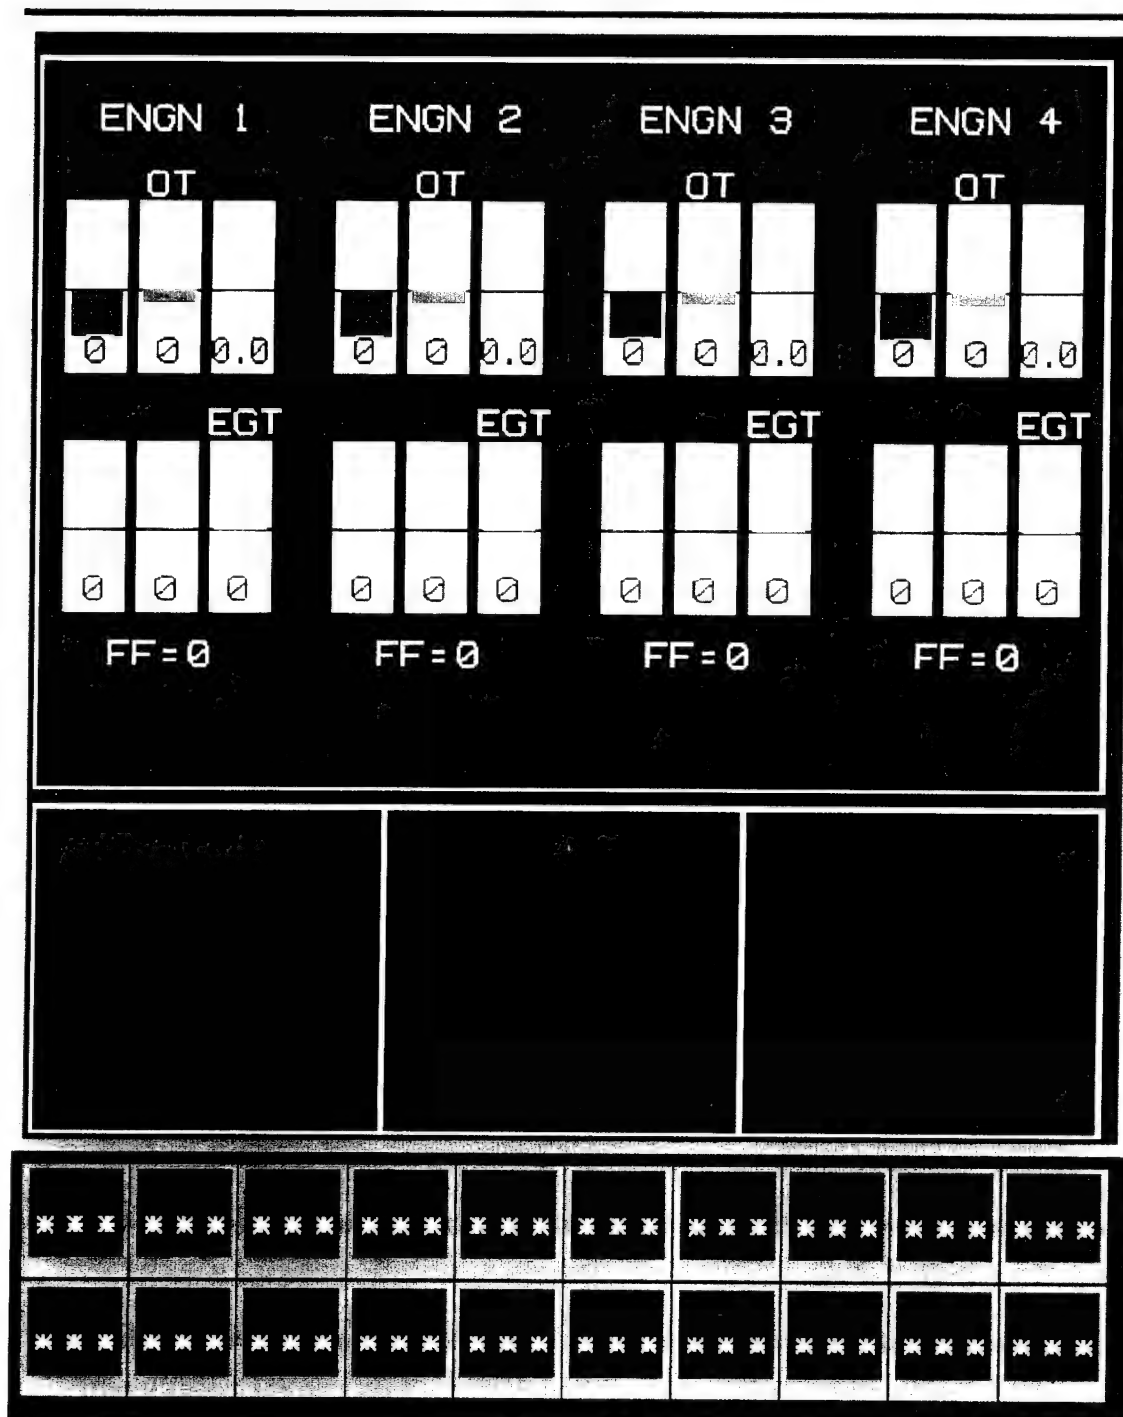 ENGN 1 ENGN 2 ENGN 3 ENGN 4
OT OT OT OT
0 0 0.0 0 0 0.0 0 0 0.0 0 0 0.0
EGT EGT EGT EGT
0 0 0 0 0 0 0 0 0 0 0 0
FF=0 FF=0 FF=0 FF=0
*** *** *** *** *** *** *** *** *** ***
*** *** *** *** *** *** *** *** *** ***